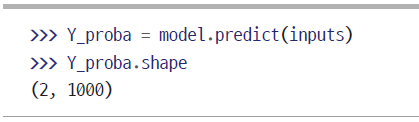 >>> Y_proba = model.predict(inputs)
>>> Y_proba.shape
(2, 1000)